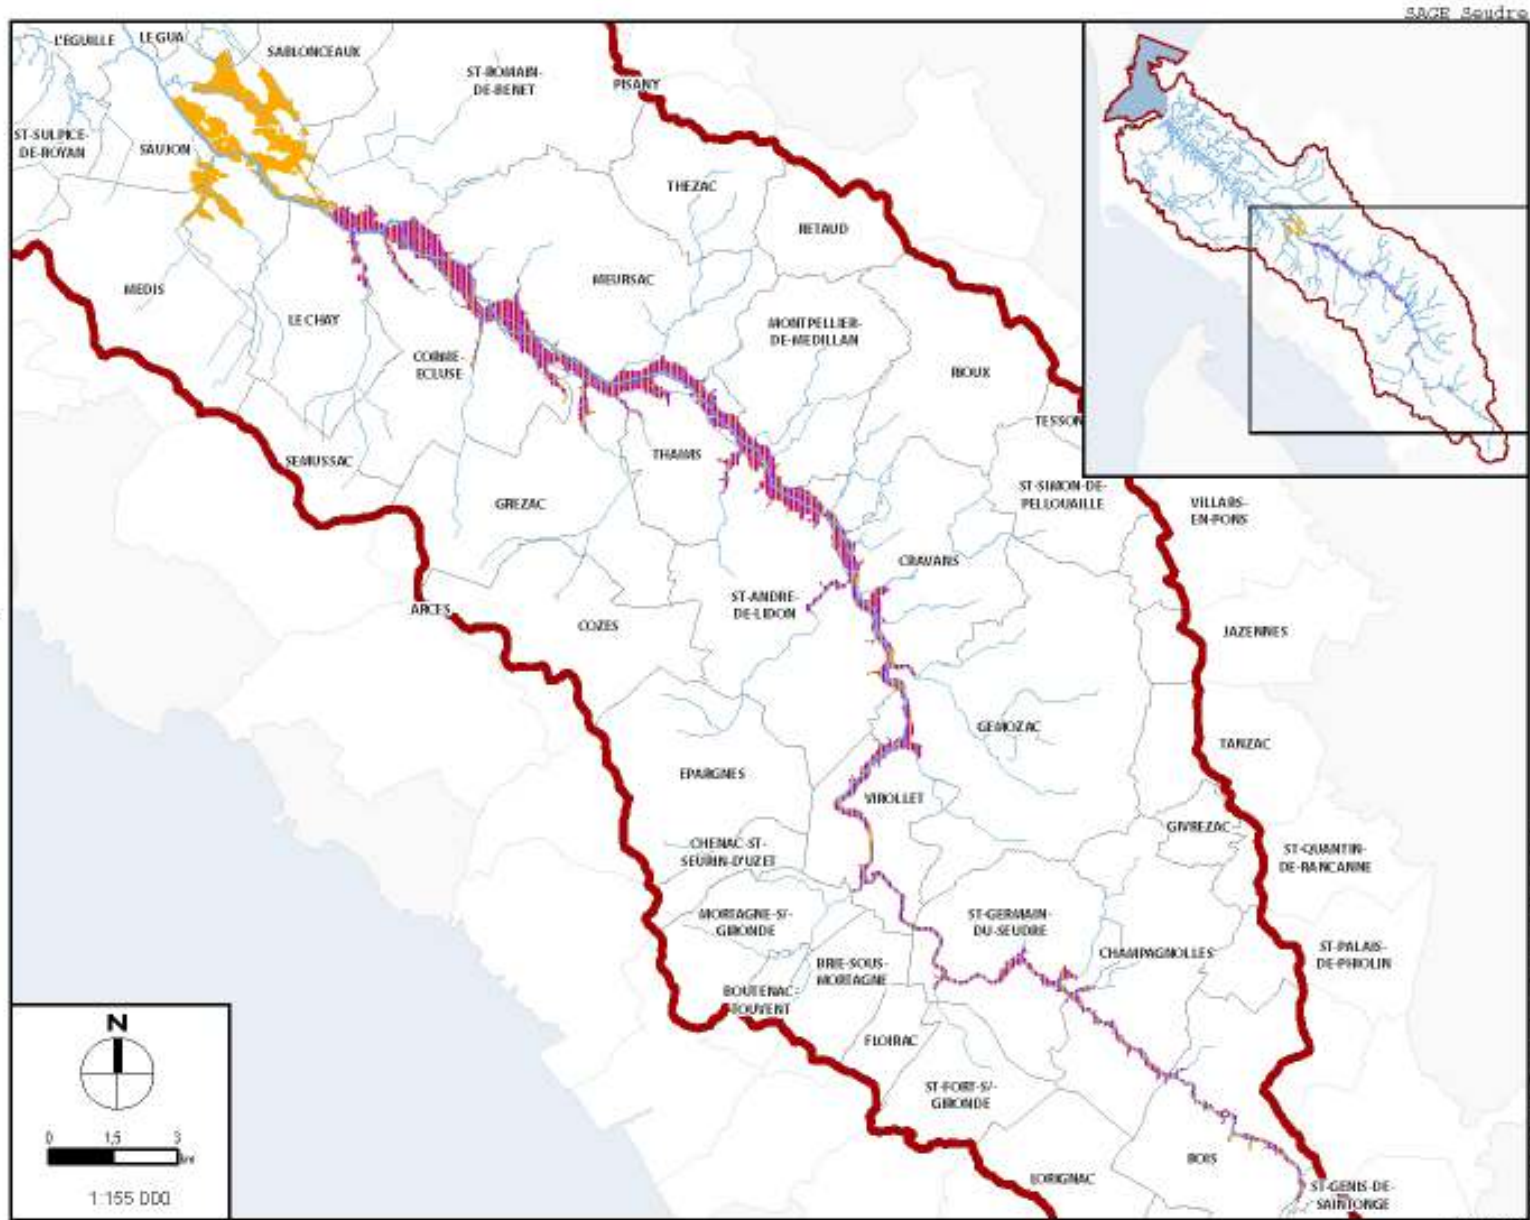 SAGE Seudre
L'EGUILLE
LE GUA
SABLONCEAUX
ST-ROMAIN-
DE-BENET
PISANY
ST-SULPICE-
DE-ROYAN
SAUJON
THEZAC
RETAUD
MEDIS
MEURSAC
LE CHAY
MONTPELLIER-
DE-MEDILLAN
CORME-
ECLUSE
RIOUX
TESSON
SEMUSSAC
THAIMS
GREZAC
ST-SIMON-DE-
PELLOUAILLE
VILLARS-
EN-PONS
CRAVANS
ARCES
ST-ANDRE-
DE-LIDON
COZES
JAZENNES
GEMOZAC
TANZAC
EPARGNES
VIROLLET
GIVREZAC
CHENAC-ST-
SEURIN-D'UZET
ST-QUANTIN-
DE-RANCANNE
MORTAGNE-S/-
GIRONDE
ST-GERMAIN-
DU-SEUDRE
CHAMPAGNOLLES
ST-PALAIS-
DE-PHIOLIN
BRIE-SOUS-
MORTAGNE
BOUTENAC-
TOUVENT
FLOIRAC
ST-FORT-S/-
GIRONDE
BOIS
LORIGNAC
ST-GENIS-DE-
SAINTONGE
N
0 1,5 3
km
1:155 000